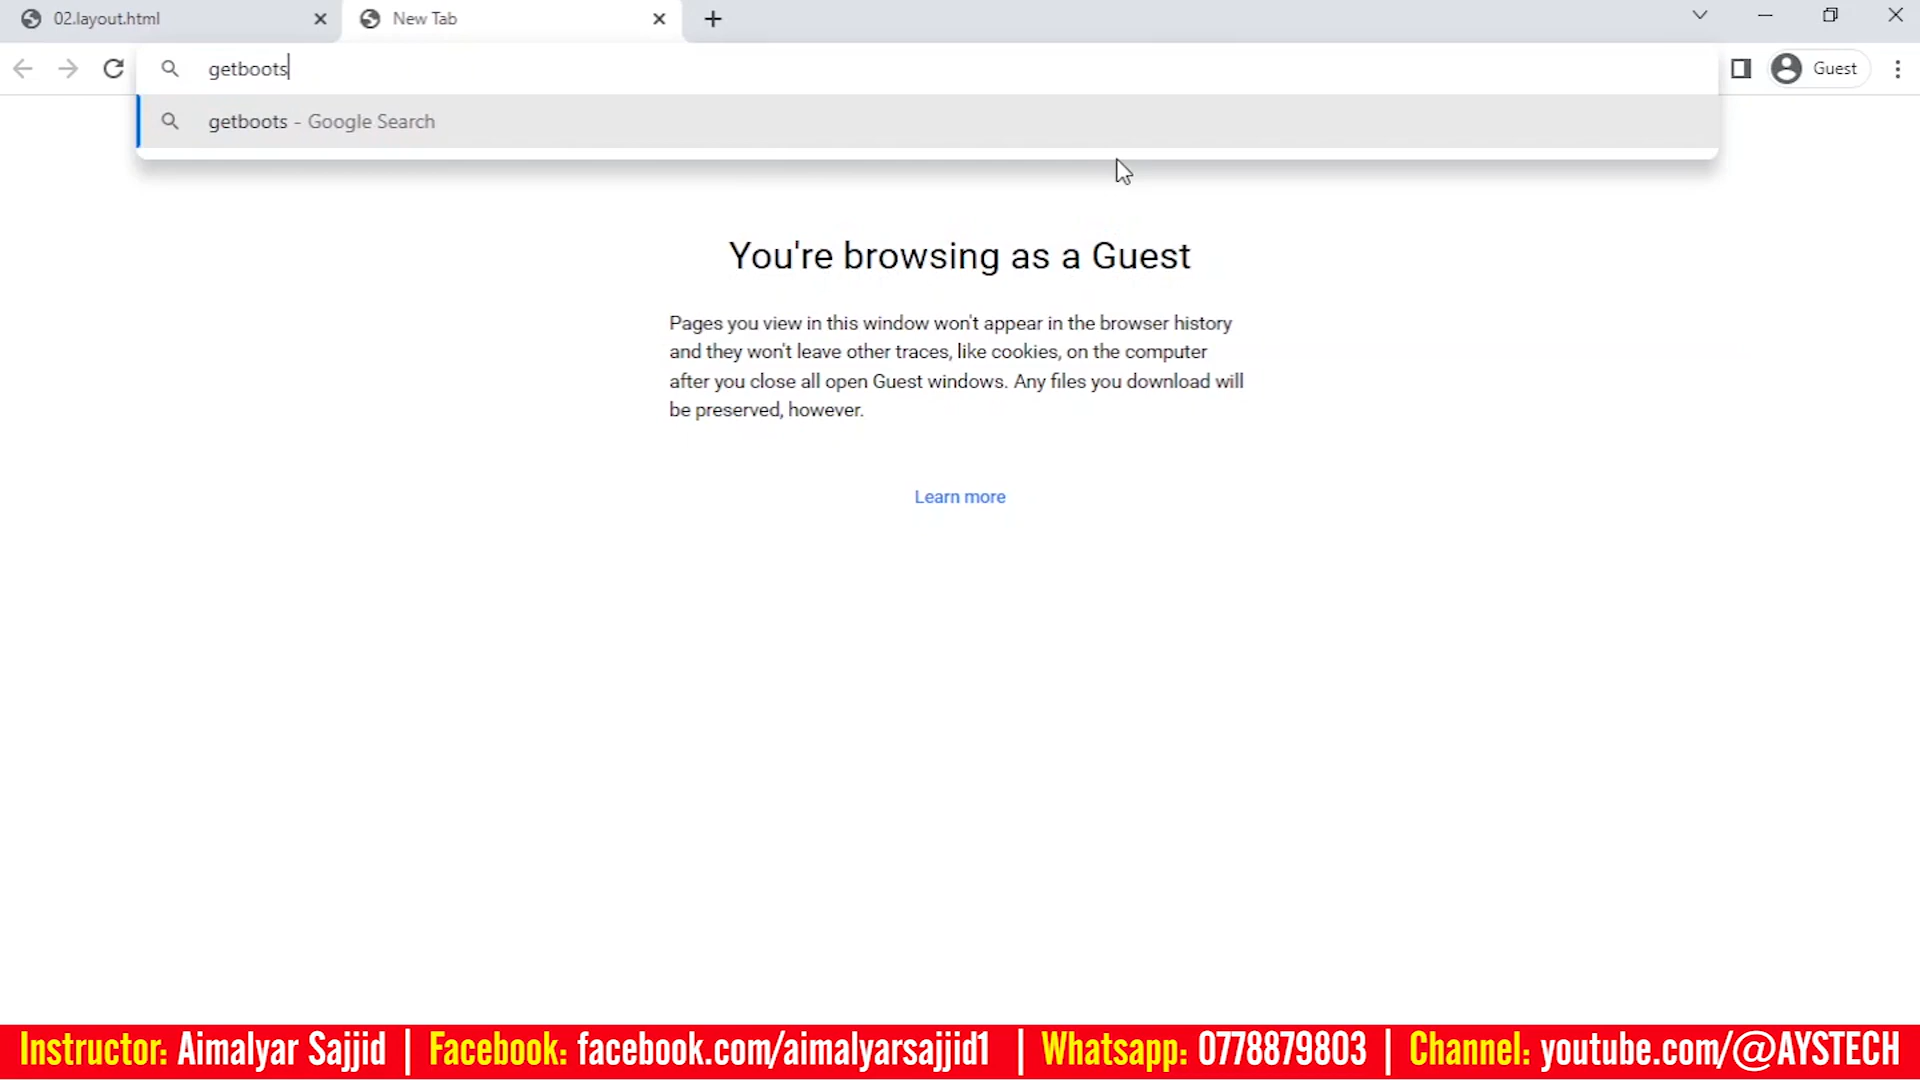 02.layout.html
New Tab
getboots
Guest
getboots - Google Search
You're browsing as a Guest
Pages you view in this window won't appear in the browser history
and they won't leave other traces, like cookies, on the computer
after you close all open Guest windows. Any files you download will
be preserved, however.
Learn more
Instructor: Aimalyar Sajjid | Facebook: facebook.com/aimalyarsajjid1 | Whatsapp: 0778879803 | Channel: youtube.com/@AYSTECH